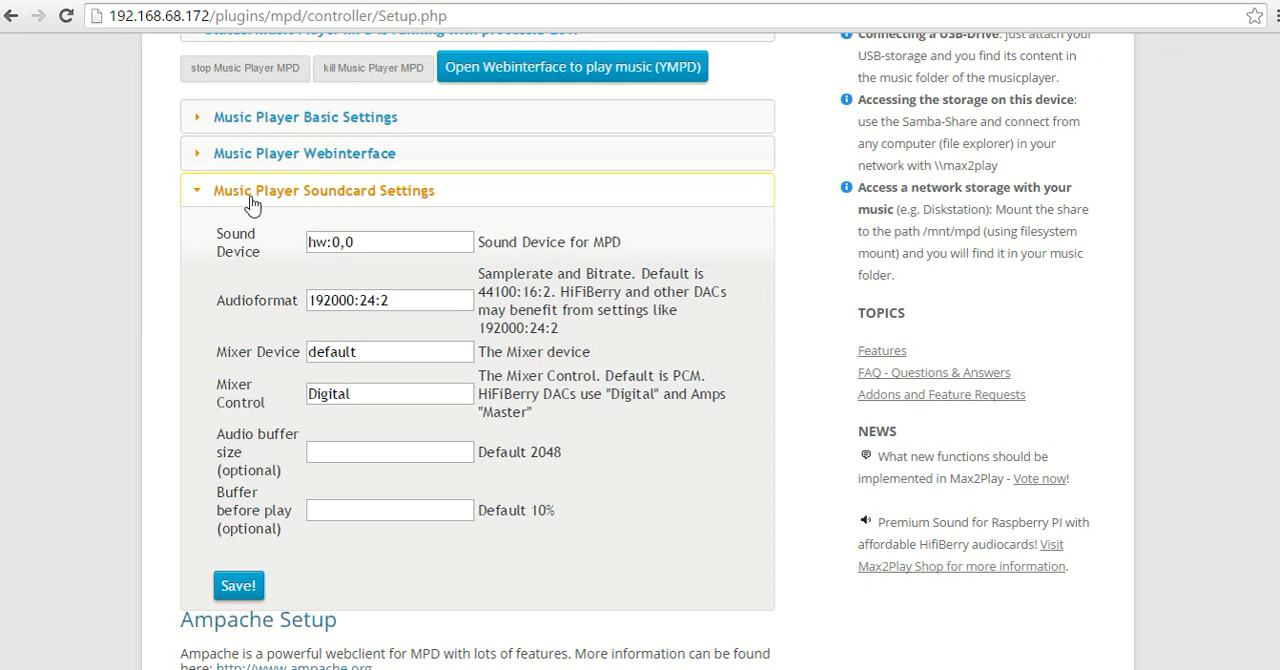 192.168.68.172/plugins/mpd/controller/Setup.php
stop Music Player MPD
kill Music Player MPD
Open Webinterface to play music (YMPD)
Music Player Basic Settings
Music Player Webinterface
Music Player Soundcard Settings
Sound
Device
hw:0,0
Sound Device for MPD
Audioformat
192000:24:2
Samplerate and Bitrate. Default is
44100:16:2. HiFiBerry and other DACs
may benefit from settings like
192000:24:2
Mixer Device
default
The Mixer device
Mixer
Control
Digital
The Mixer Control. Default is PCM.
HiFiBerry DACs use "Digital" and Amps
"Master"
Audio buffer
size
(optional)
Default 2048
Buffer
before play
(optional)
Default 10%
Save!
Ampache Setup
Ampache is a powerful webclient for MPD with lots of features. More information can be found
here: http://www.ampache.org
Connecting a USB-Drive: Just attach your
USB-storage and you find its content in
the music folder of the musicplayer.
Accessing the storage on this device:
use the Samba-Share and connect from
any computer (file explorer) in your
network with \\max2play
Access a network storage with your
music (e.g. Diskstation): Mount the share
to the path /mnt/mpd (using filesystem
mount) and you will find it in your music
folder.
TOPICS
Features
FAQ - Questions & Answers
Addons and Feature Requests
NEWS
What new functions should be
implemented in Max2Play - Vote now!
Premium Sound for Raspberry PI with
affordable HifiBerry audiocards! Visit
Max2Play Shop for more information.